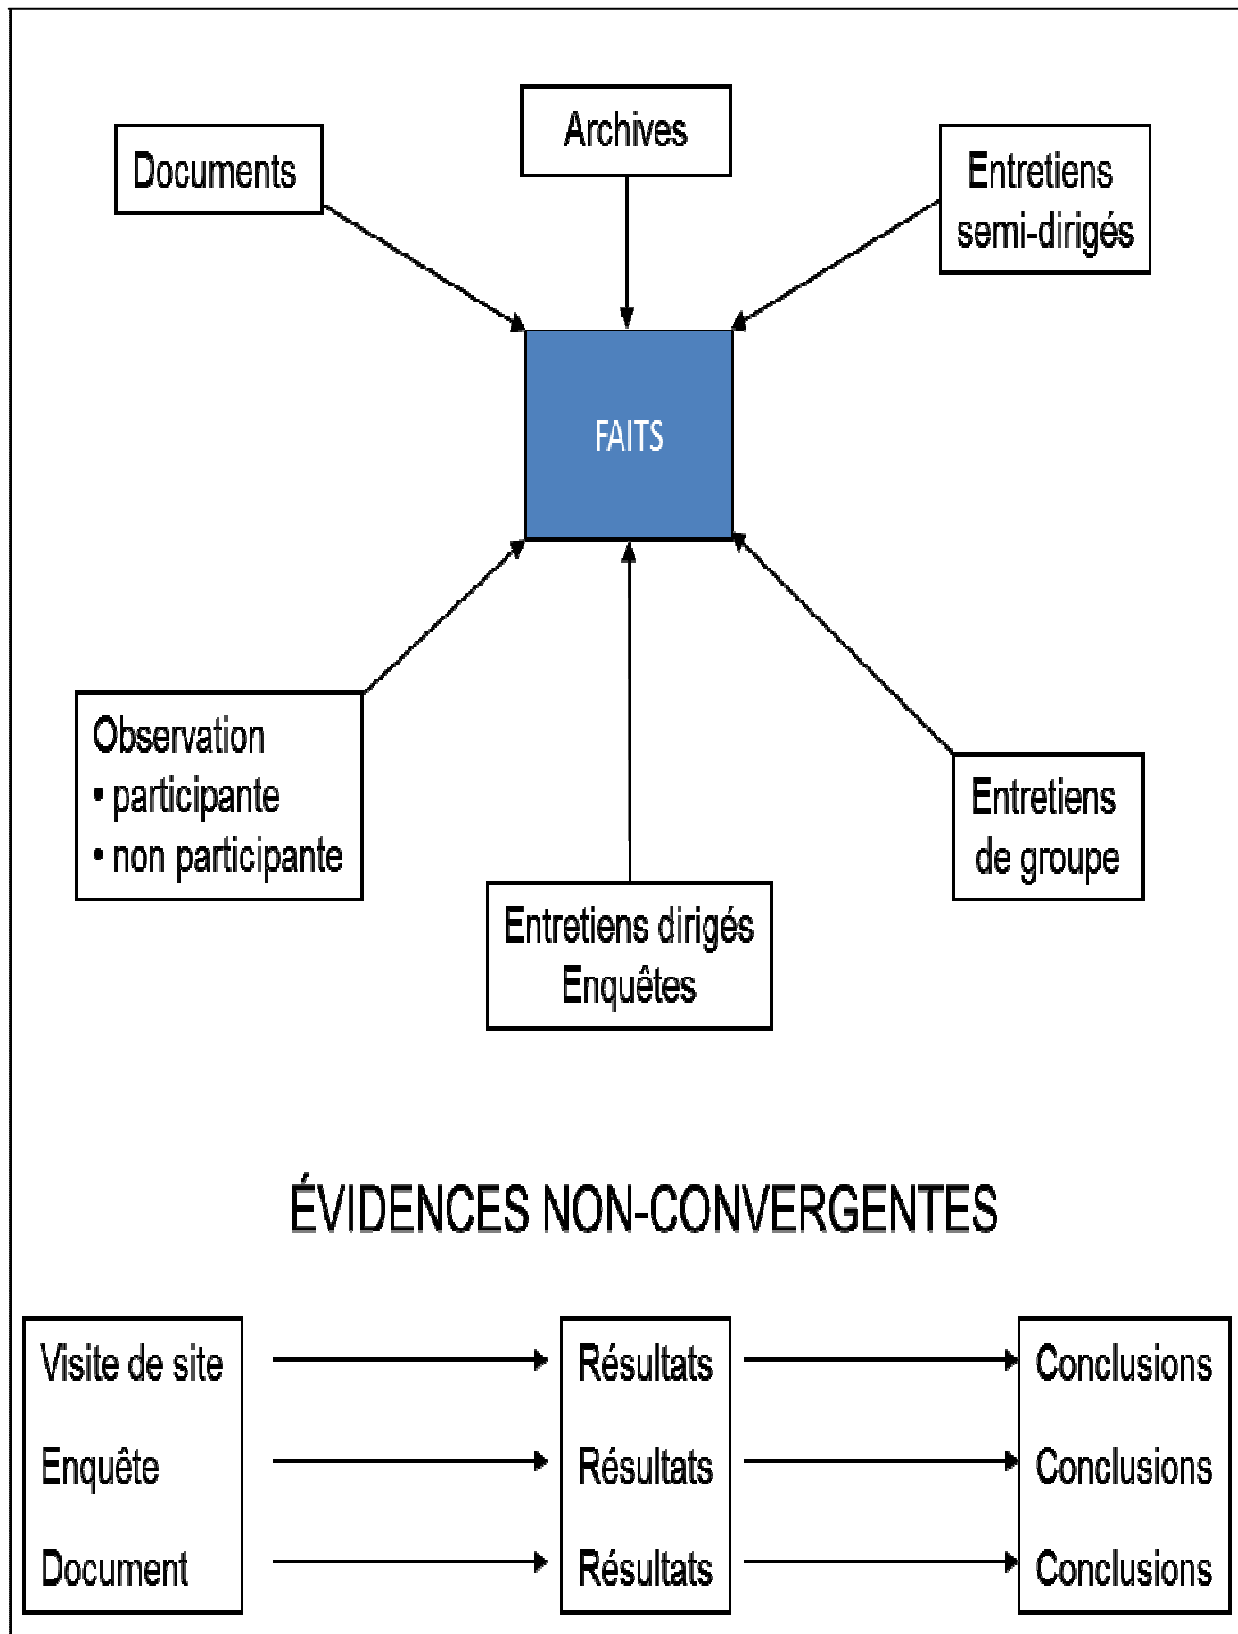 Archives
Documents
Entretiens
semi-dirigés
FAITS
Observation
• participante
• non participante
Entretiens
de groupe
Entretiens dirigés
Enquêtes
ÉVIDENCES NON-CONVERGENTES
Visite de site Résultats Conclusions
Enquête Résultats Conclusions
Document Résultats Conclusions